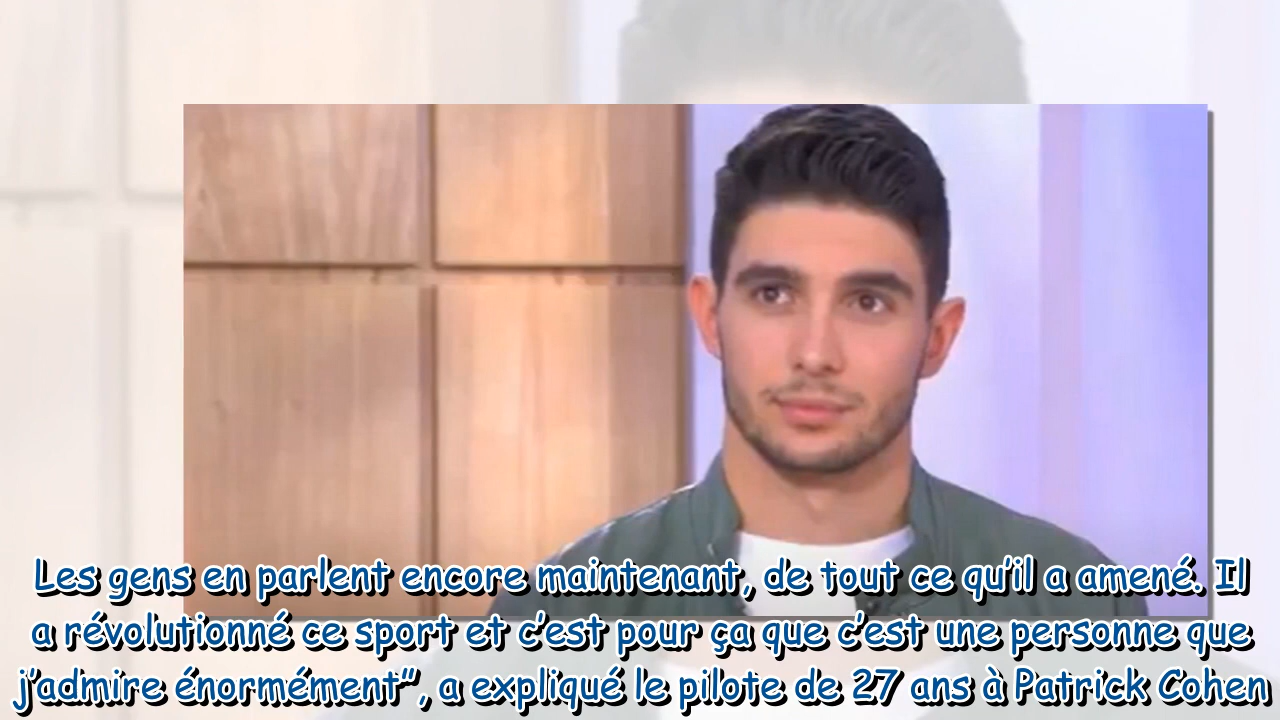 Les gens en parlent encore maintenant, de tout ce qu'il a amené. Il
a révolutionné ce sport et c'est pour ça que c'est une personne que
j'admire énormément”, a expliqué le pilote de 27 ans à Patrick Cohen